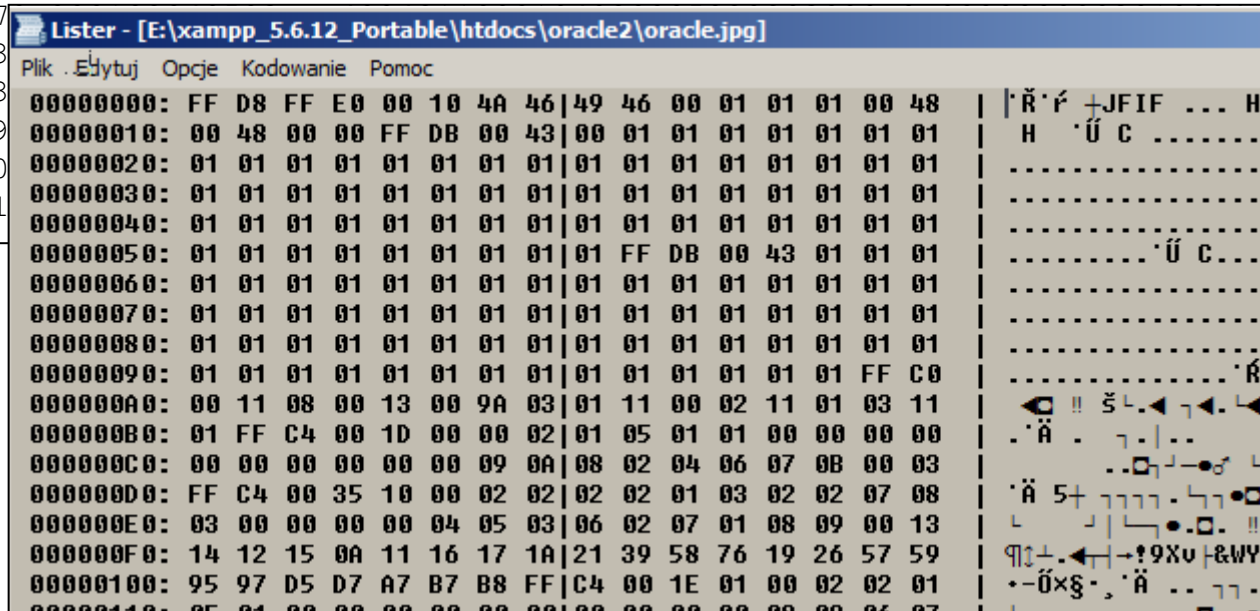 Lister - [E:\xampp_5.6.12_Portable\htdocs\oracle2\oracle.jpg]
Plik Edytuj Opcje Kodowanie Pomoc
00000000: FF D8 FF E0 00 10 4A 46|49 46 00 01 01 01 00 48 | ˙Ř˙ŕ ┼JFIF ... H
00000010: 00 48 00 00 FF DB 00 43|00 01 01 01 01 01 01 01 | H ˙Ű C .......
00000020: 01 01 01 01 01 01 01 01|01 01 01 01 01 01 01 01 | ................
00000030: 01 01 01 01 01 01 01 01|01 01 01 01 01 01 01 01 | ................
00000040: 01 01 01 01 01 01 01 01|01 01 01 01 01 01 01 01 | ................
00000050: 01 01 01 01 01 01 01 01|01 FF DB 00 43 01 01 01 | .........˙Ű C...
00000060: 01 01 01 01 01 01 01 01|01 01 01 01 01 01 01 01 | ................
00000070: 01 01 01 01 01 01 01 01|01 01 01 01 01 01 01 01 | ................
00000080: 01 01 01 01 01 01 01 01|01 01 01 01 01 01 01 01 | ................
00000090: 01 01 01 01 01 01 01 01|01 01 01 01 01 01 FF C0 | ..............˙Ŕ
000000A0: 00 11 08 00 13 00 9A 03|01 11 00 02 11 01 03 11 | ◄◘ ‼ š└.◄ ┐◄.└◄
000000B0: 01 FF C4 00 1D 00 00 02|01 05 01 01 00 00 00 00 | .˙Ä . ┐.|..
000000C0: 00 00 00 00 00 00 09 0A|08 02 04 06 07 0B 00 03 | ..◘┐┘─●♂ └
000000D0: FF C4 00 35 10 00 02 02|02 02 01 03 02 02 07 08 | ˙Ä 5┼ ┐┐┐┐.└┐┐●◘
000000E0: 03 00 00 00 00 04 05 03|06 02 07 01 08 09 00 13 | └ ┘|└─┐●.◘. ‼
000000F0: 14 12 15 0A 11 16 17 1A|21 39 58 76 19 26 57 59 | ¶↕┴.◄┬┤→!9Xv├&WY
00000100: 95 97 D5 D7 A7 B7 B8 FF|C4 00 1E 01 00 02 02 01 | •—Ő×§·¸˙Ä .. ┐┐.